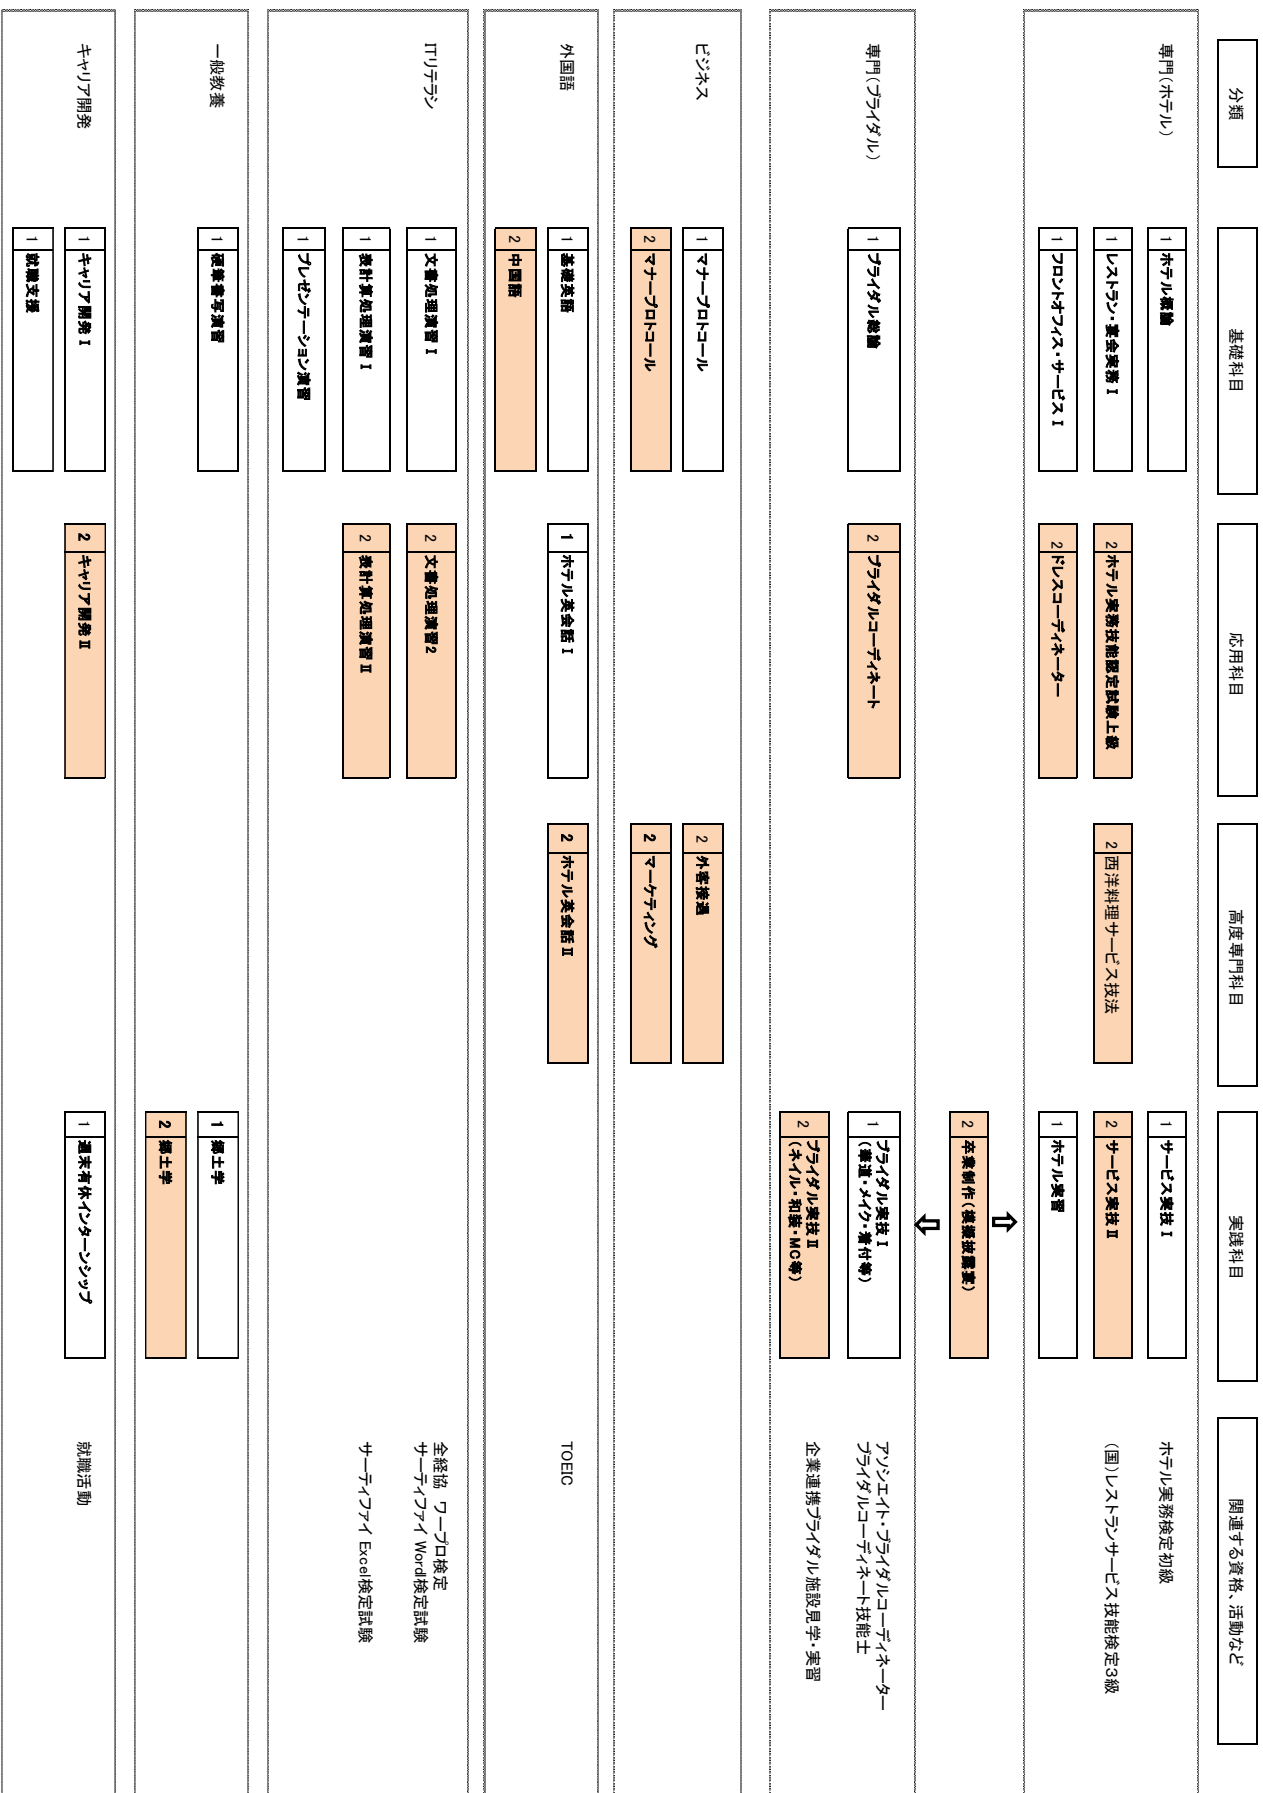 分類
基礎科目
応用科目
高度専門科目
実践科目
関連する資格、活動など
専門(ホテル)
1 ホテル概論
1 サービス実技Ⅰ
ホテル実務検定初級
1 レストラン・宴会実務Ⅰ
2 ホテル実務技能認定試験上級
2 西洋料理サービス技法
2 サービス実技Ⅱ
(国)レストランサービス技能検定3級
1 フロントオフィス・サービスⅠ
2 ドレスコーディネーター
1 ホテル実習
⇨
2 卒業制作(模擬披露宴)
⇦
専門(ブライダル)
1 ブライダル総論
2 ブライダルコーディネート
1 ブライダル実技Ⅰ
(華道・メイク・着付等)
アソシエイト・ブライダルコーディネーター
ブライダルコーディネート技能士
2 ブライダル実技Ⅱ
(ネイル・和装・MC等)
企業連携ブライダル施設見学・実習
ビジネス
1 マナープロトコール
2 外客接遇
2 マナープロトコール
2 マーケティング
外国語
1 基礎英語
1 ホテル英会話Ⅰ
2 ホテル英会話Ⅱ
TOEIC
2 中国語
ITリテラシ
1 文書処理演習Ⅰ
2 文書処理演習2
全経協 ワープロ検定
サーティファイ Word検定試験
1 表計算処理演習Ⅰ
2 表計算処理演習Ⅱ
サーティファイ Excel検定試験
1 プレゼンテーション演習
一般教養
1 硬筆書写演習
1 郷土学
2 郷土学
キャリア開発
1 キャリア開発Ⅰ
2 キャリア開発Ⅱ
1 週末有休インターンシップ
就職活動
1 就職支援